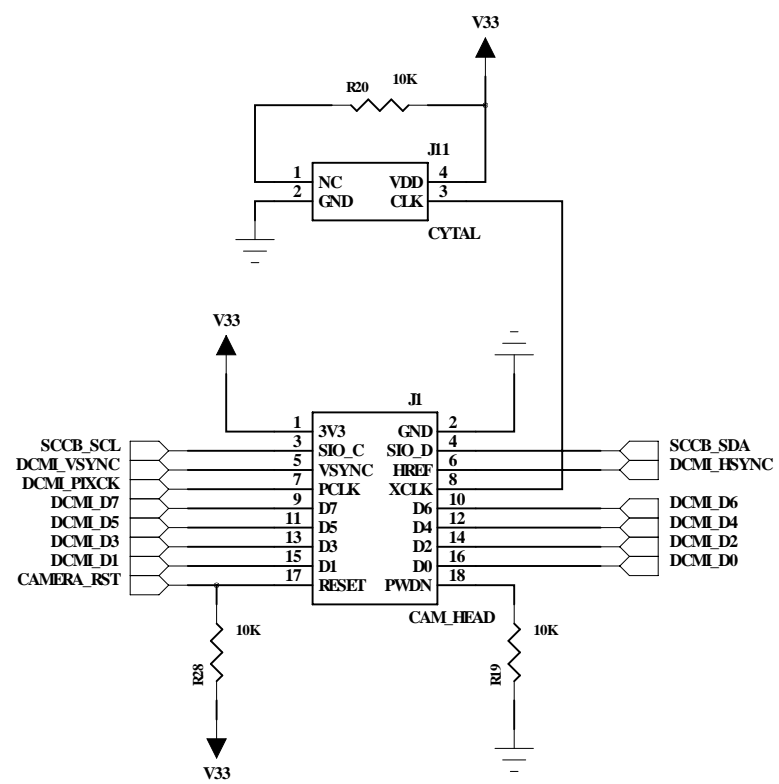 V33
R20 10K
J11
1 NC VDD 4
2 GND CLK 3
CYTAL
V33
J1
1 3V3 GND 2
SCCB_SCL 3 SIO_C SIO_D 4 SCCB_SDA
DCMI_VSYNC 5 VSYNC HREF 6 DCMI_HSYNC
DCMI_PIXCK 7 PCLK XCLK 8
DCMI_D7 9 D7 D6 10 DCMI_D6
DCMI_D5 11 D5 D4 12 DCMI_D4
DCMI_D3 13 D3 D2 14 DCMI_D2
DCMI_D1 15 D1 D0 16 DCMI_D0
CAMERA_RST 17 RESET PWDN 18
CAM_HEAD
10K 10K
R28 R19
V33